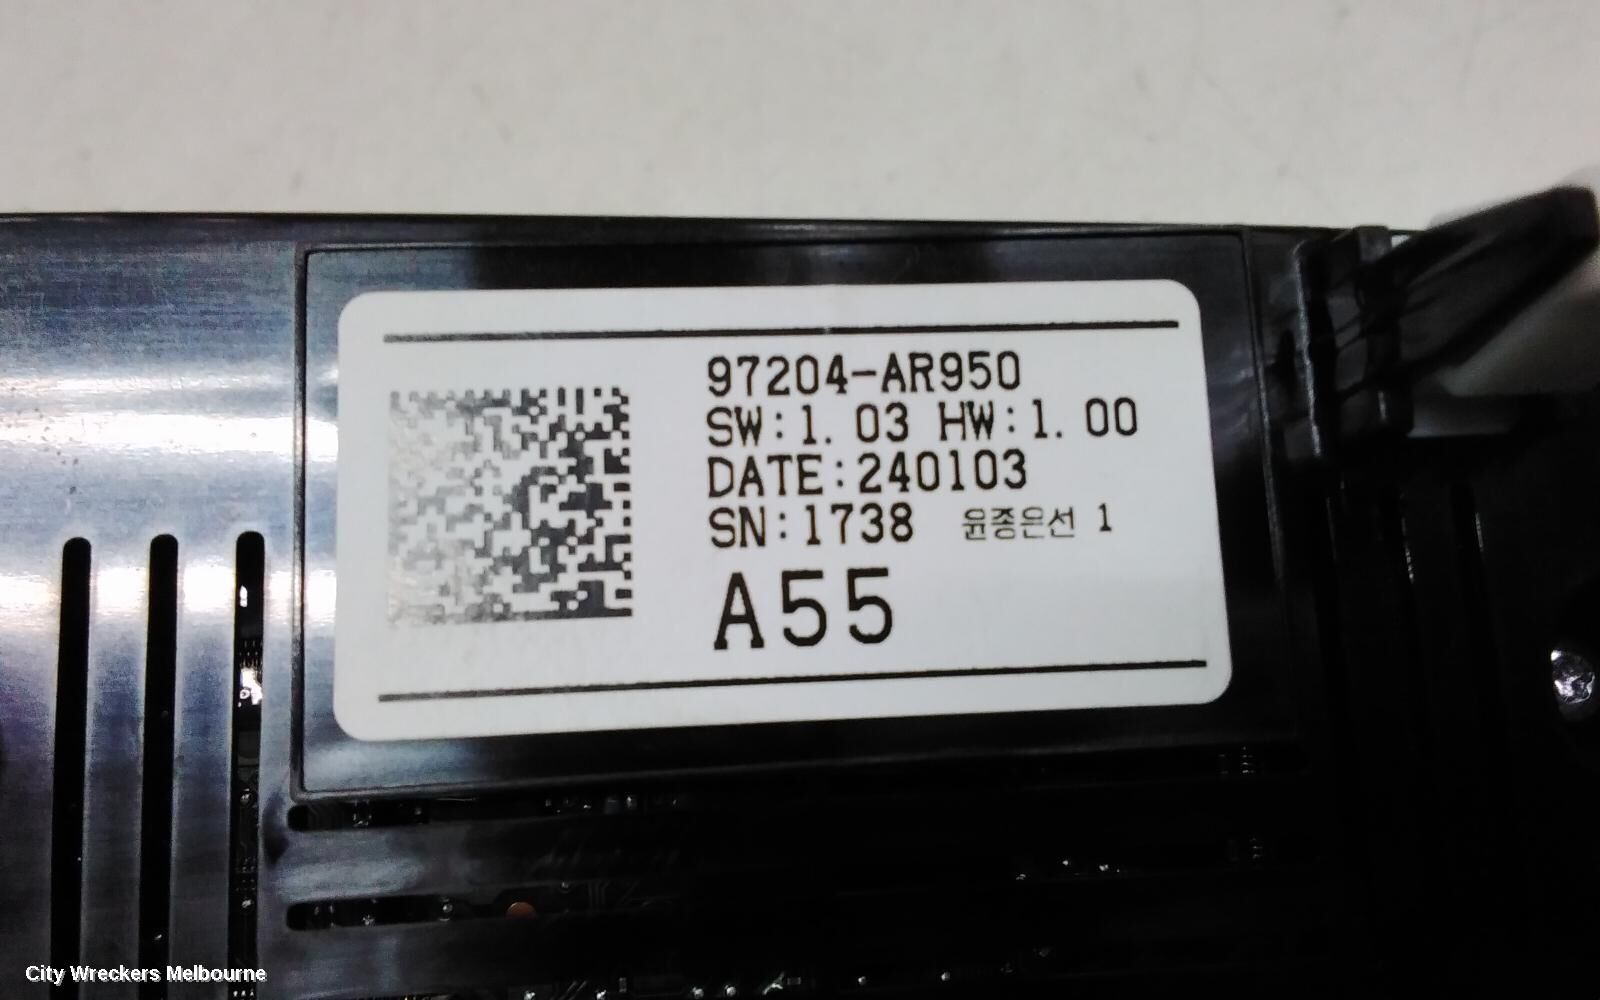 97204-AR950
SW:1.03 HW:1.00
DATE:240103
SN:1738 윤종은선 1
A55
City Wreckers Melbourne